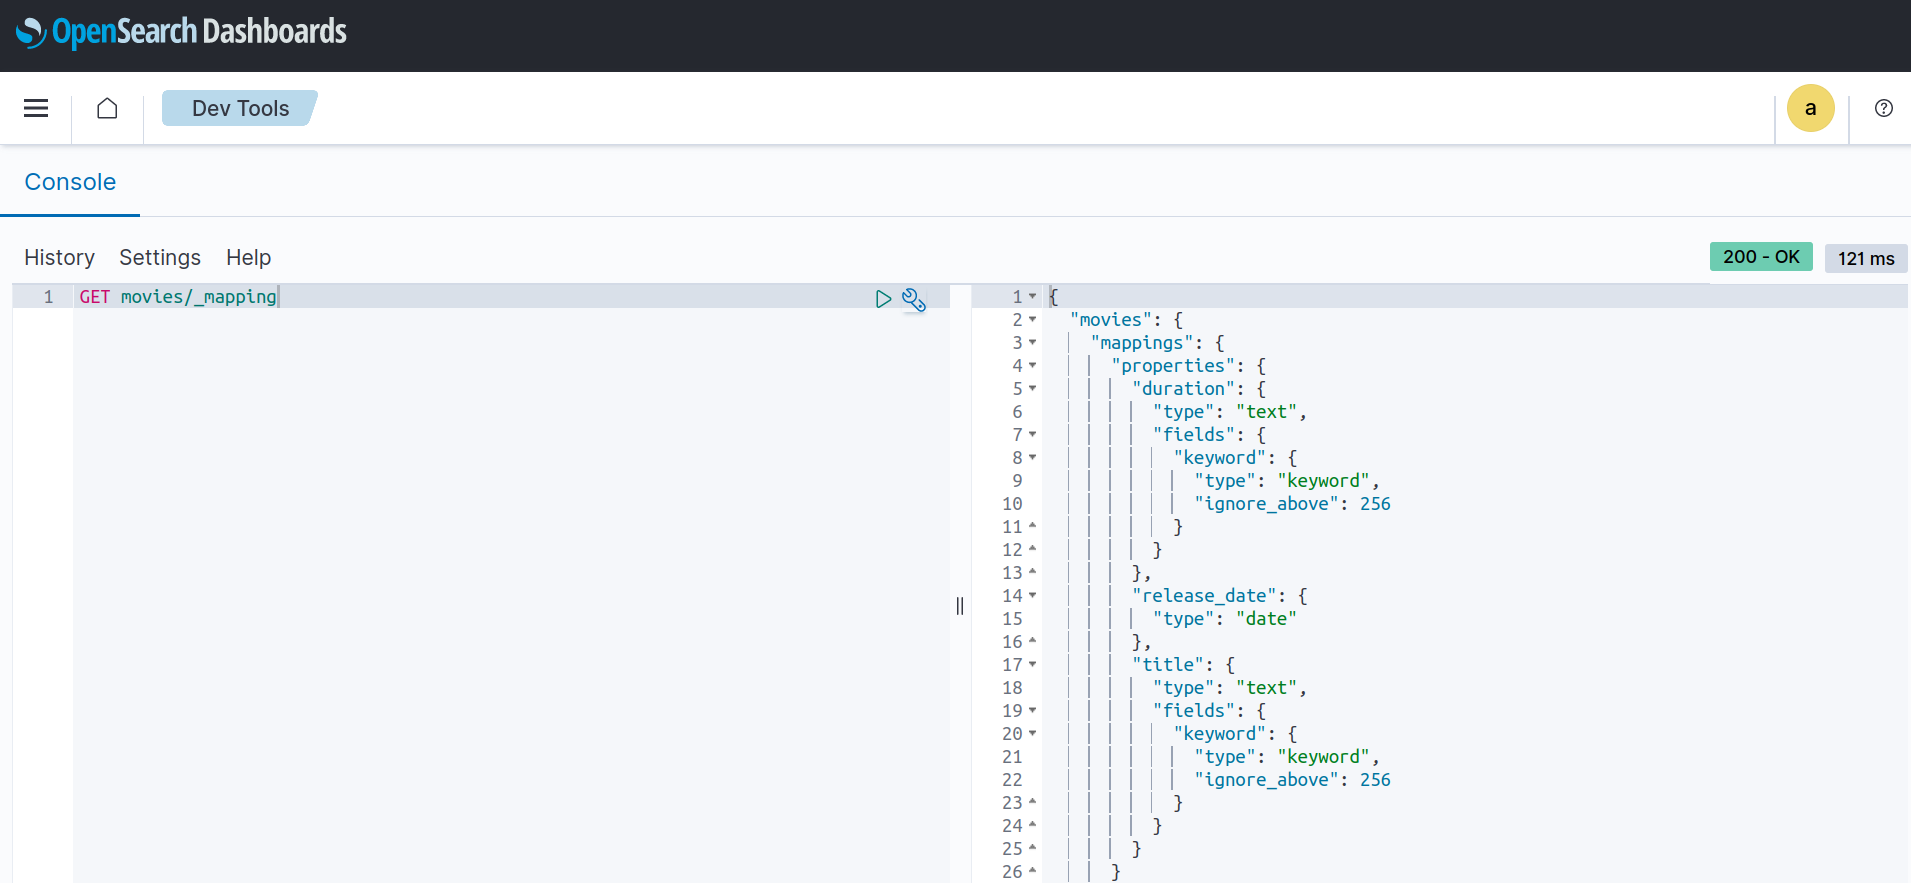 OpenSearch Dashboards
Dev Tools
a
Console
History Settings Help
200 - OK
121 ms
1 GET movies/_mapping
1 {
2 "movies": {
3 "mappings": {
4 "properties": {
5 "duration": {
6 "type": "text",
7 "fields": {
8 "keyword": {
9 "type": "keyword",
10 "ignore_above": 256
11 }
12 }
13 },
14 "release_date": {
15 "type": "date"
16 },
17 "title": {
18 "type": "text",
19 "fields": {
20 "keyword": {
21 "type": "keyword",
22 "ignore_above": 256
23 }
24 }
25 }
26 }